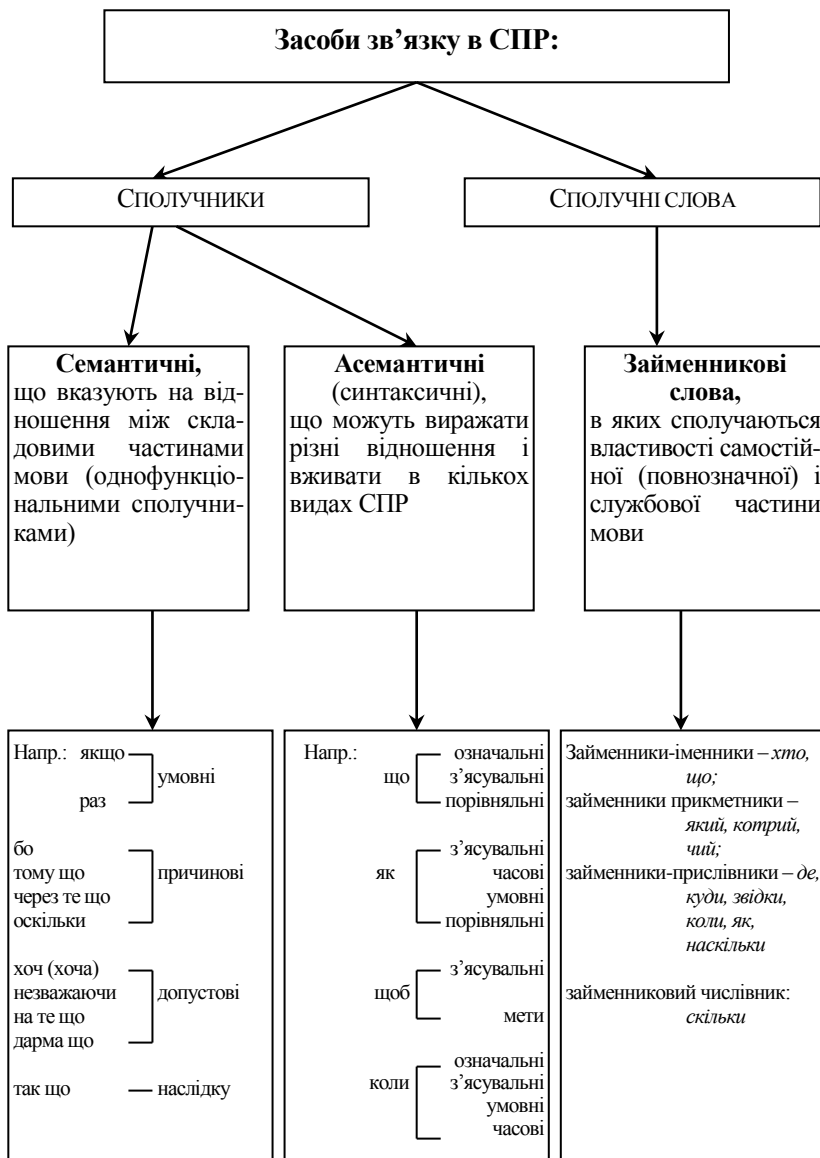 Засоби зв’язку в СПР:
СПОЛУЧНИКИ
СПОЛУЧНІ СЛОВА
Семантичні,
що вказують на від-
ношення між скла-
довими частинами
мови (однофункціо-
нальними сполучни-
ками)
Асемантичні
(синтаксичні),
що можуть виражати
різні відношення і
вживати в кількох
видах СПР
Займенникові
слова,
в яких сполучаються
властивості самостій-
ної (повнозначної) і
службової частини
мови
Напр.: якщо
умовні
раз
бо
тому що
причинові
через те що
оскільки
хоч (хоча)
незважаючи
допустові
на те що
дарма що
так що — наслідку
Напр.: означальні
що з’ясувальні
порівняльні
з’ясувальні
як часові
умовні
порівняльні
з’ясувальні
щоб
мети
означальні
коли з’ясувальні
умовні
часові
Займенники-іменники – хто,
що;
займенники прикметники –
який, котрий,
чий;
займенники-прислівники – де,
куди, звідки,
коли, як,
наскільки
займенниковий числівник:
скільки